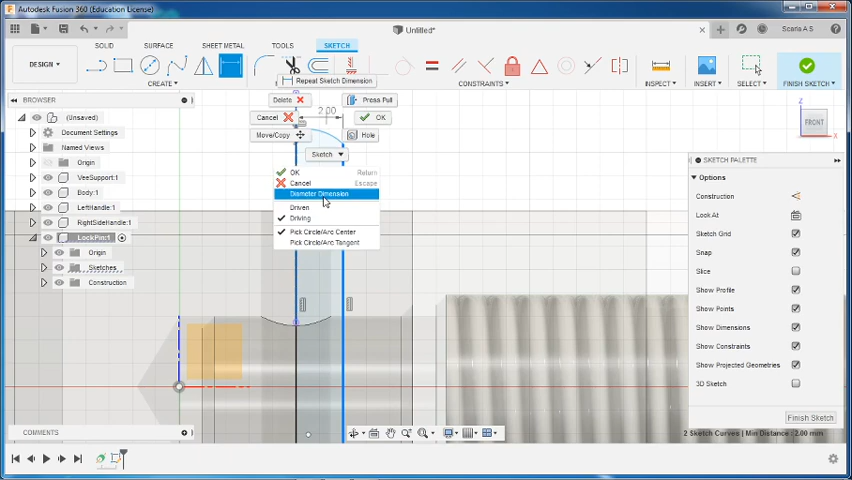 Autodesk Fusion 360 (Education License)
Untitled*
Scaria A S
DESIGN
SOLID
SURFACE
SHEET METAL
TOOLS
SKETCH
CREATE
MODIFY
CONSTRAINTS
INSPECT
INSERT
SELECT
FINISH SKETCH
BROWSER
(Unsaved)
Document Settings
Named Views
Origin
VeeSupport:1
Body:1
LeftHandle:1
RightSideHandle:1
LockPin:1
Origin
Sketches
Construction
Repeat Sketch Dimension
Delete
Press Pull
2.00
Cancel
OK
Move/Copy
Hole
Sketch
OK Return
Cancel Escape
Diameter Dimension
Driven
Driving
Pick Circle/Arc Center
Pick Circle/Arc Tangent
Z
FRONT
X
SKETCH PALETTE
Options
Construction
Look At
Sketch Grid
Snap
Slice
Show Profile
Show Points
Show Dimensions
Show Constraints
Show Projected Geometries
3D Sketch
Finish Sketch
COMMENTS
2 Sketch Curves | Min Distance : 2.00 mm